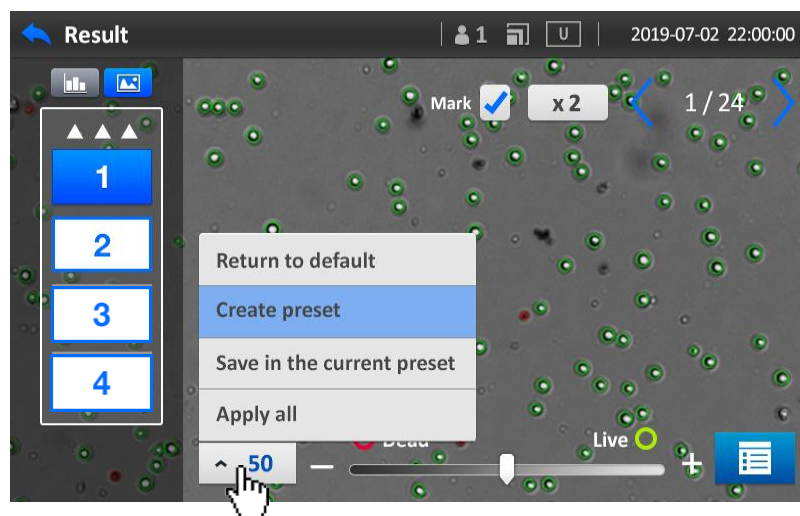 Result
1
U
2019-07-02 22:00:00
Mark
x 2
1 / 24
1
2
3
4
Return to default
Create preset
Save in the current preset
Apply all
Dead
Live
50